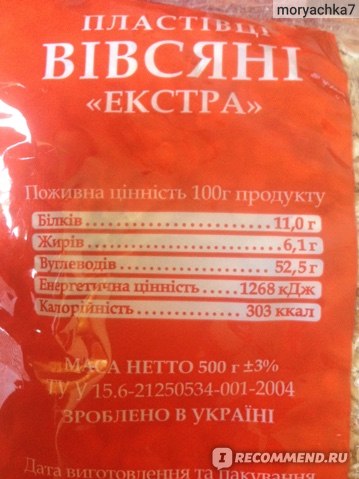 moryachka7
ПЛАСТІВЦІ
ВІВСЯНІ
«ЕКСТРА»
Поживна цінність 100г продукту
Білків 11,0 г
Жирів 6,1 г
Вуглеводів 52,5 г
Енергетична цінність 1268 кДж
Калорійність 303 ккал
МАСА НЕТТО 500 г ±3%
ТУ У 15.6-21250534-001-2004
ЗРОБЛЕНО В УКРАЇНІ
Дата виготовлення та пакування
IRECOMMEND.RU